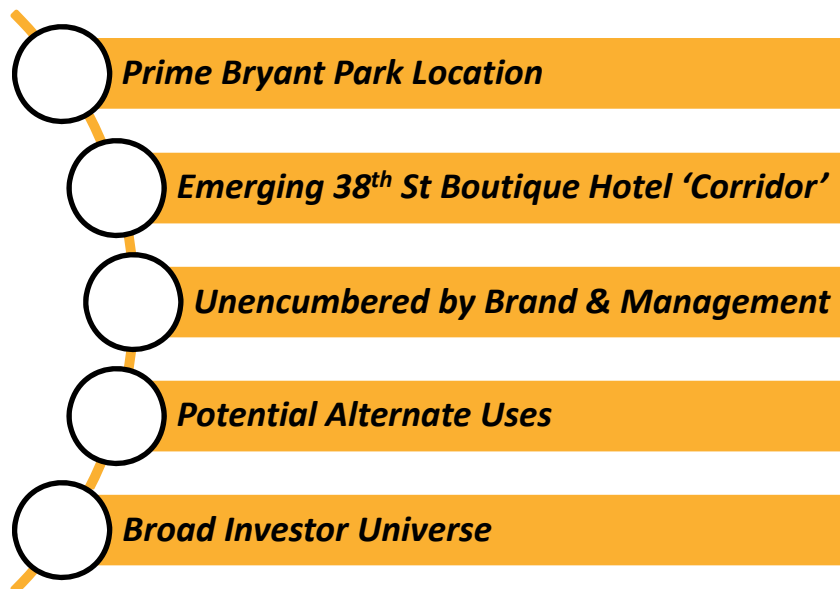 Prime Bryant Park Location
Emerging 38th St Boutique Hotel ‘Corridor’
Unencumbered by Brand & Management
Potential Alternate Uses
Broad Investor Universe